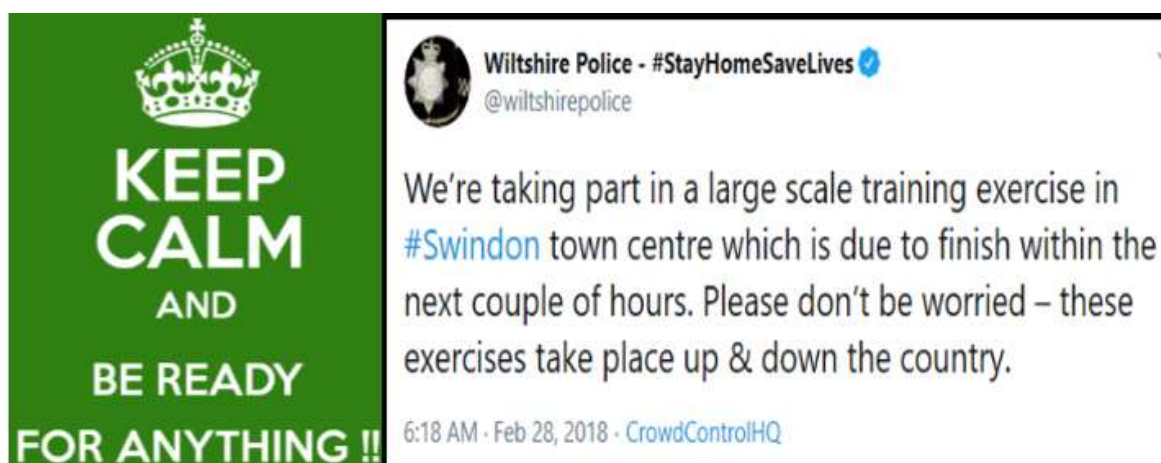 KEEP
CALM
AND
BE READY
FOR ANYTHING !!
Wiltshire Police - #StayHomeSaveLives
@wiltshirepolice
We're taking part in a large scale training exercise in
#Swindon town centre which is due to finish within the
next couple of hours. Please don't be worried – these
exercises take place up & down the country.
6:18 AM · Feb 28, 2018 · CrowdControlHQ